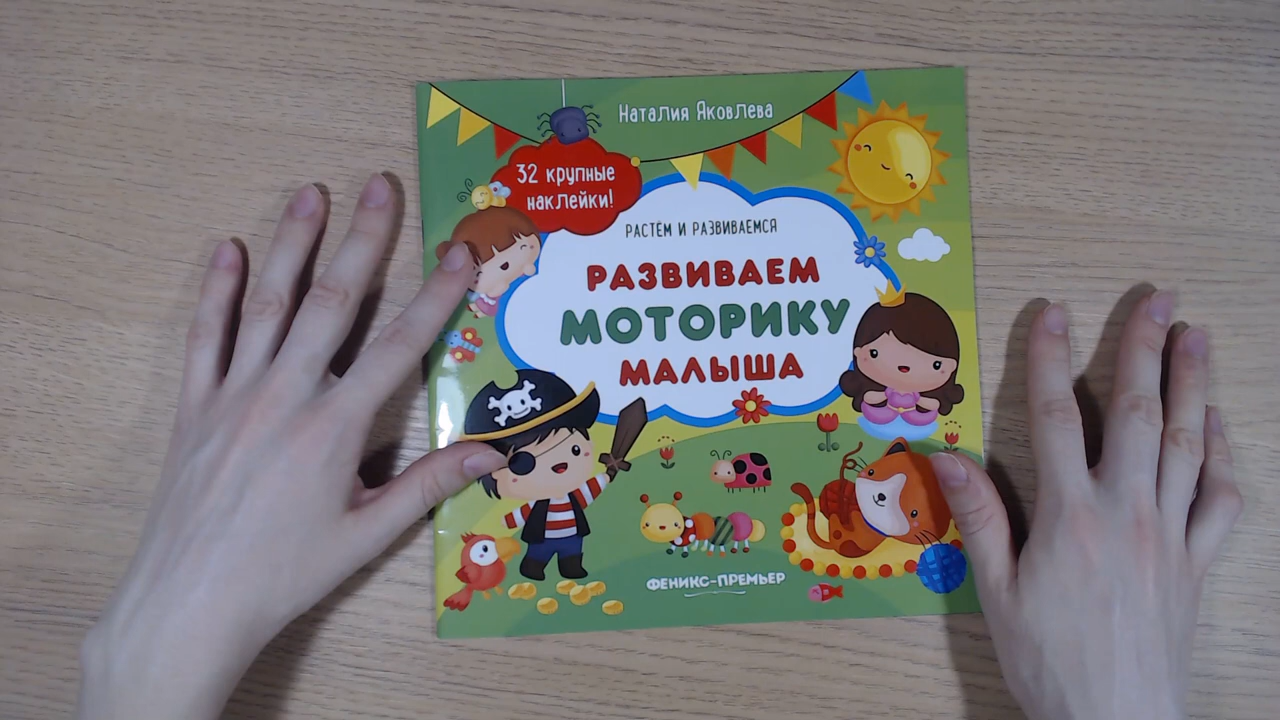 Наталия Яковлева
32 крупные
наклейки!
РАСТЁМ И РАЗВИВАЕМСЯ
РАЗВИВАЕМ
МОТОРИКУ
МАЛЫША
ФЕНИКС-ПРЕМЬЕР